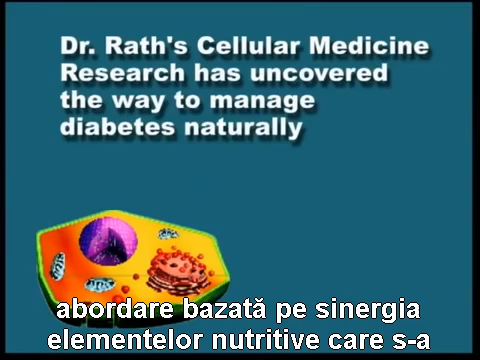 Dr. Rath's Cellular Medicine
Research has uncovered
the way to manage
diabetes naturally
abordare bazată pe sinergia
elementelor nutritive care s-a